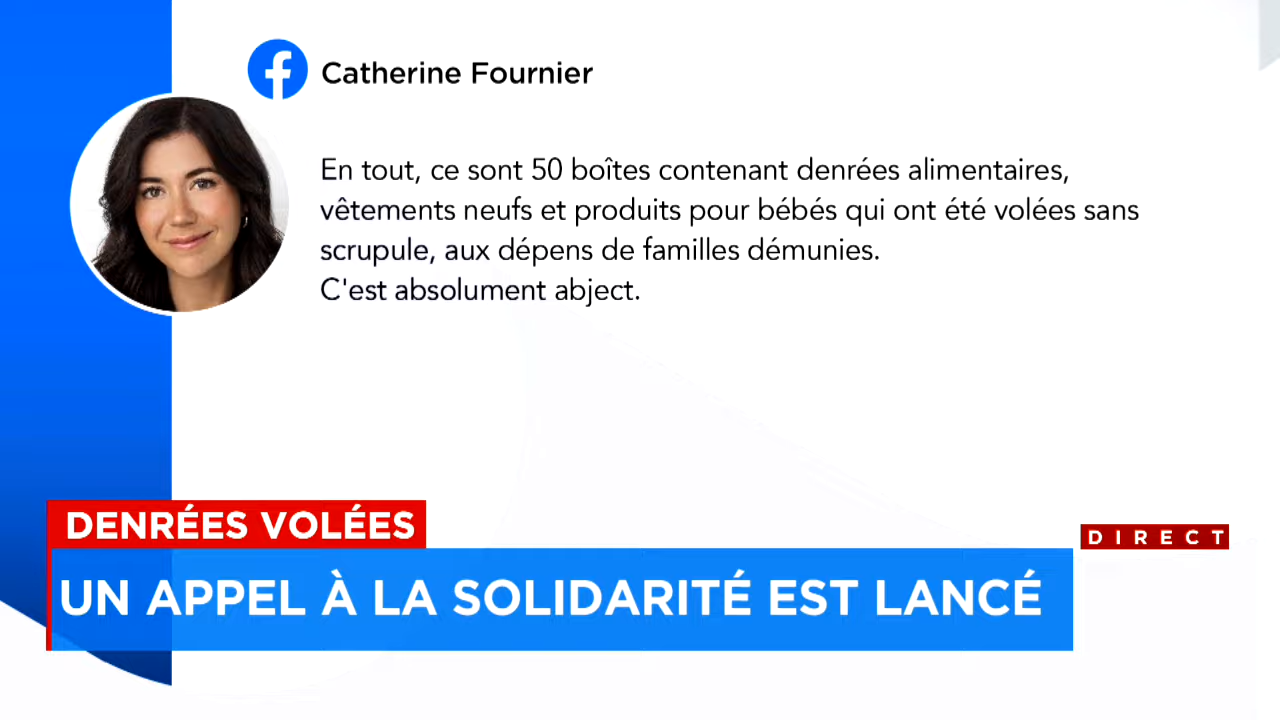 Catherine Fournier
En tout, ce sont 50 boîtes contenant denrées alimentaires,
vêtements neufs et produits pour bébés qui ont été volées sans
scrupule, aux dépens de familles démunies.
C'est absolument abject.
DENRÉES VOLÉES
DIRECT
UN APPEL À LA SOLIDARITÉ EST LANCÉ